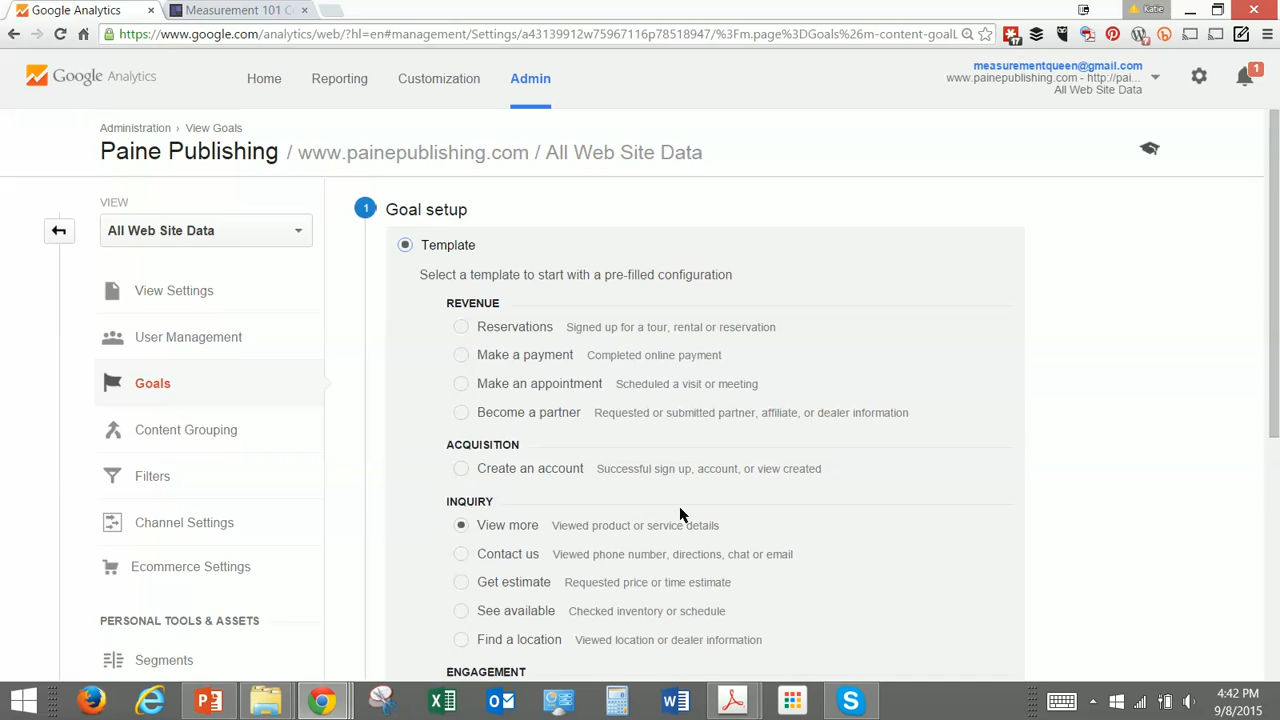 Google Analytics
Measurement 101 C
Katie
https://www.google.com/analytics/web/?hl=en#management/Settings/a43139912w75967116p78518947/%3Fm.page%3DGoals%26m-content-goalL
17
7
Google Analytics
Home
Reporting
Customization
Admin
measurementqueen@gmail.com
www.painepublishing.com - http://pai...
All Web Site Data
1
Administration › View Goals
Paine Publishing / www.painepublishing.com / All Web Site Data
VIEW
All Web Site Data
View Settings
User Management
Goals
Content Grouping
Filters
Channel Settings
Ecommerce Settings
PERSONAL TOOLS & ASSETS
Segments
1 Goal setup
Template
Select a template to start with a pre-filled configuration
REVENUE
Reservations Signed up for a tour, rental or reservation
Make a payment Completed online payment
Make an appointment Scheduled a visit or meeting
Become a partner Requested or submitted partner, affiliate, or dealer information
ACQUISITION
Create an account Successful sign up, account, or view created
INQUIRY
View more Viewed product or service details
Contact us Viewed phone number, directions, chat or email
Get estimate Requested price or time estimate
See available Checked inventory or schedule
Find a location Viewed location or dealer information
ENGAGEMENT
4:42 PM
9/8/2015